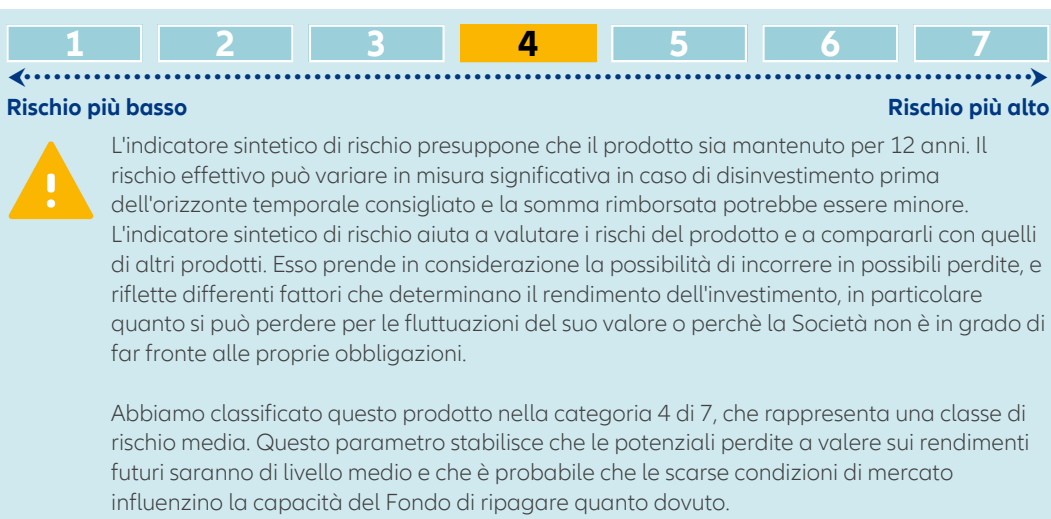 1 2 3 4 5 6 7
Rischio più basso Rischio più alto
L'indicatore sintetico di rischio presuppone che il prodotto sia mantenuto per 12 anni. Il
rischio effettivo può variare in misura significativa in caso di disinvestimento prima
dell'orizzonte temporale consigliato e la somma rimborsata potrebbe essere minore.
L'indicatore sintetico di rischio aiuta a valutare i rischi del prodotto e a compararli con quelli
di altri prodotti. Esso prende in considerazione la possibilità di incorrere in possibili perdite, e
riflette differenti fattori che determinano il rendimento dell'investimento, in particolare
quanto si può perdere per le fluttuazioni del suo valore o perchè la Società non è in grado di
far fronte alle proprie obbligazioni.
Abbiamo classificato questo prodotto nella categoria 4 di 7, che rappresenta una classe di
rischio media. Questo parametro stabilisce che le potenziali perdite a valere sui rendimenti
futuri saranno di livello medio e che è probabile che le scarse condizioni di mercato
influenzino la capacità del Fondo di ripagare quanto dovuto.